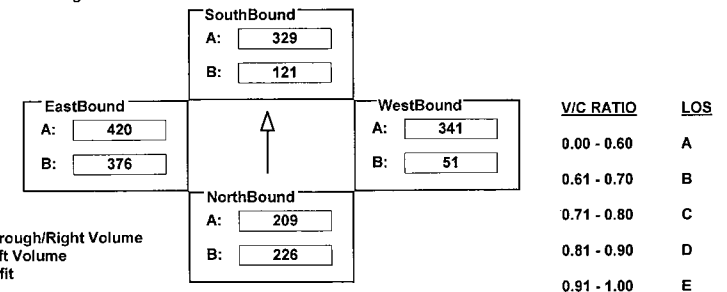 SouthBound
A: 329
B: 121
EastBound
A: 420
B: 376
WestBound
A: 341
B: 51
NorthBound
A: 209
B: 226
rough/Right Volume
ft Volume
fit
V/C RATIO LOS
0.00 - 0.60 A
0.61 - 0.70 B
0.71 - 0.80 C
0.81 - 0.90 D
0.91 - 1.00 E